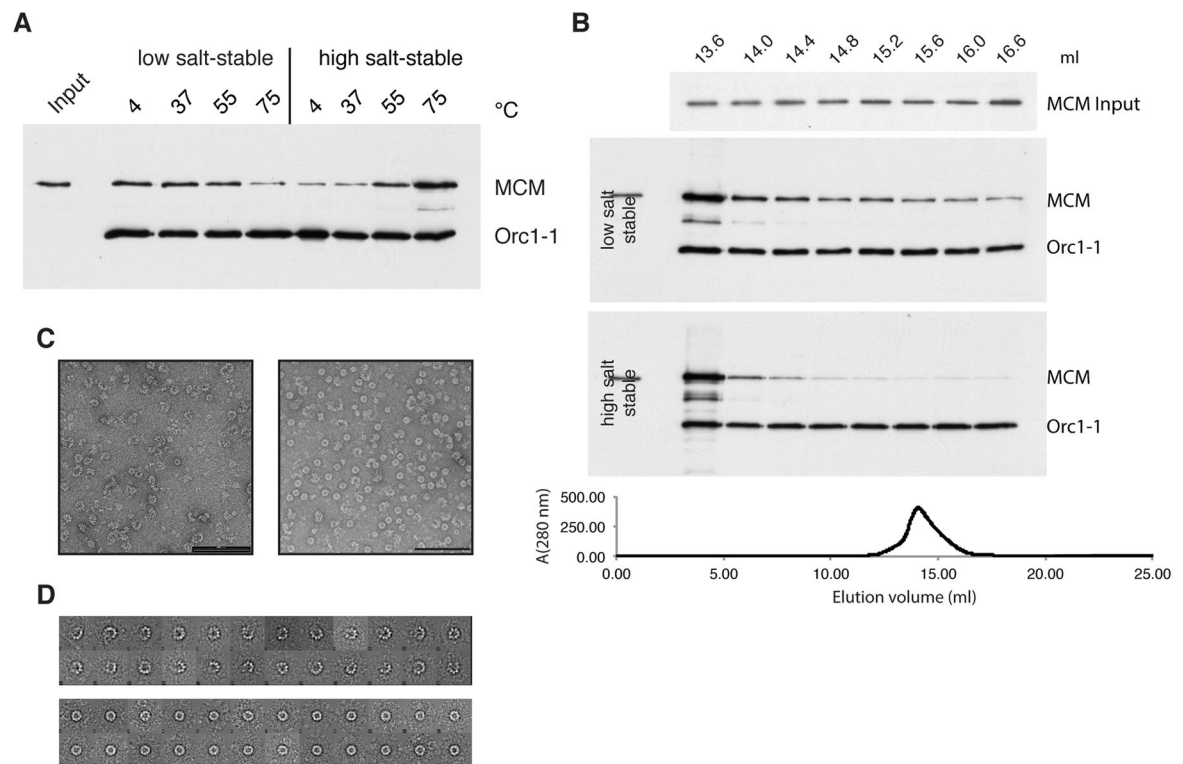 A
low salt-stable
high salt-stable
Input
4
37
55
75
4
37
55
75
°C
MCM
Orc1-1
B
13.6
14.0
14.4
14.8
15.2
15.6
16.0
16.6
ml
MCM Input
low salt
stable
MCM
Orc1-1
high salt
stable
MCM
Orc1-1
A(280 nm)
500.00
250.00
0.00
0.00
5.00
10.00
15.00
20.00
25.00
Elution volume (ml)
C
D